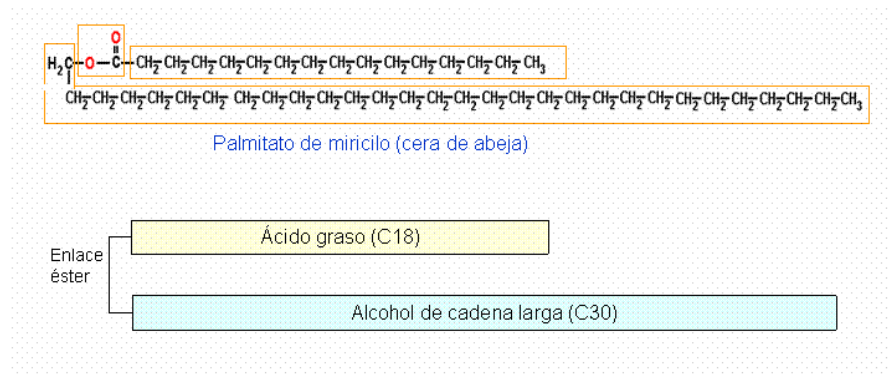 O
H₂C-O-C-CH₂-CH₂-CH₂-CH₂-CH₂-CH₂-CH₂-CH₂-CH₂-CH₂-CH₂-CH₂-CH₂-CH₂-CH₃
CH₂-CH₂-CH₂-CH₂-CH₂-CH₂-CH₂-CH₂-CH₂-CH₂-CH₂-CH₂-CH₂-CH₂-CH₂-CH₂-CH₂-CH₂-CH₂-CH₂-CH₂-CH₂-CH₂-CH₂-CH₂-CH₂-CH₂-CH₂-CH₃
Palmitato de miricilo (cera de abeja)
Ácido graso (C18)
Enlace
éster
Alcohol de cadena larga (C30)